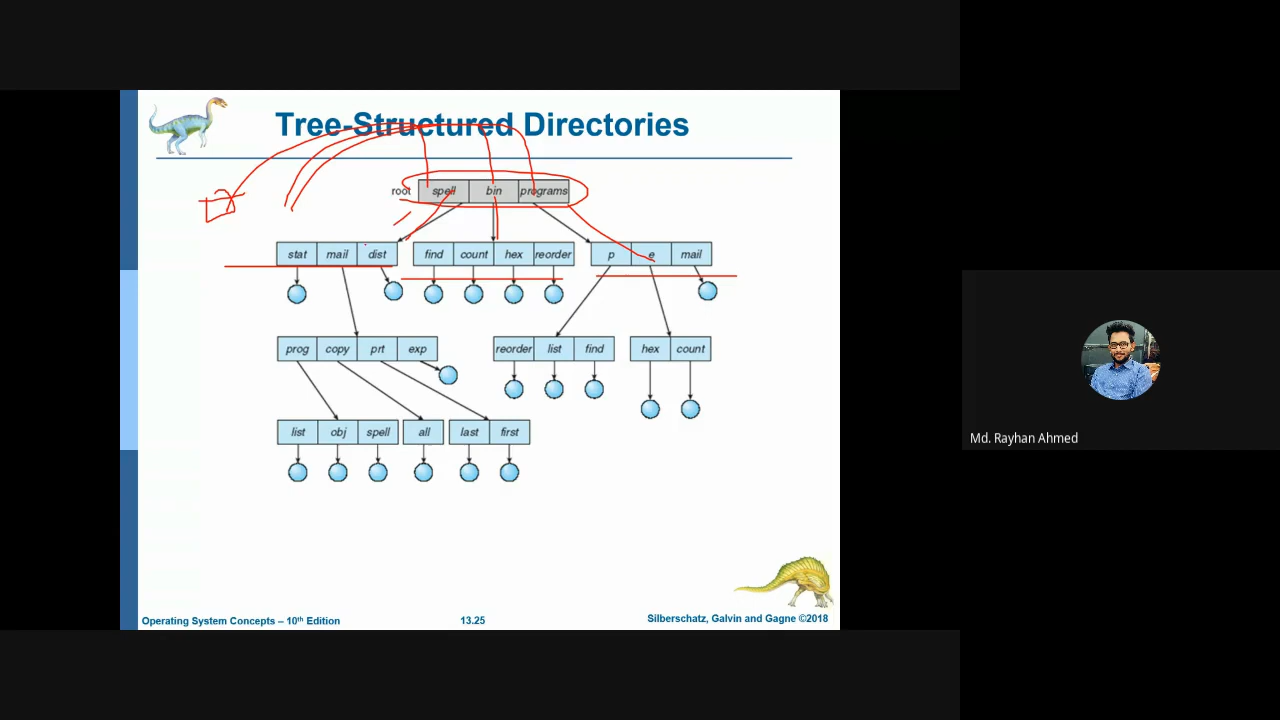 Tree-Structured Directories
root spell bin programs
stat mail dist find count hex reorder p e mail
prog copy prt exp reorder list find hex count
list obj spell all last first
Operating System Concepts – 10th Edition 13.25 Silberschatz, Galvin and Gagne ©2018
Md. Rayhan Ahmed